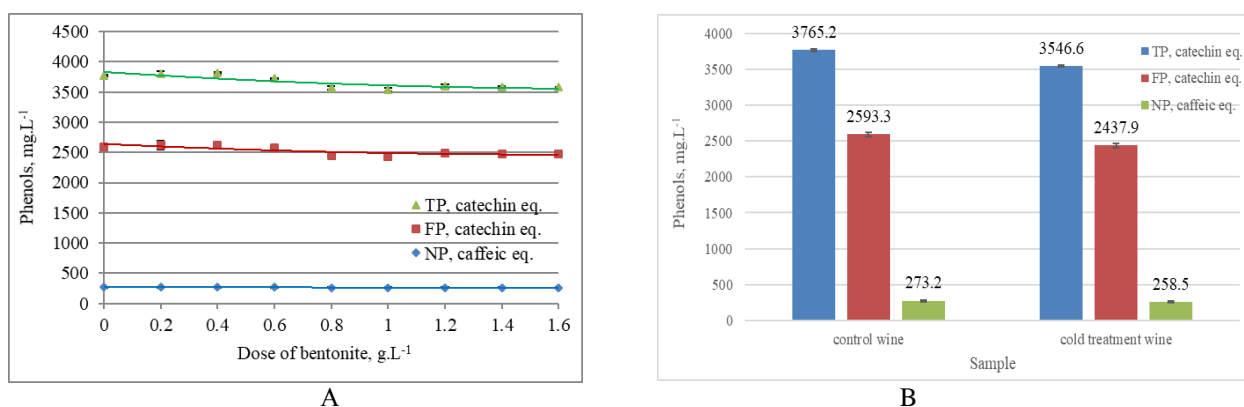 4500
4000
3500
3000
2500
2000
1500
1000
500
0
Phenols, mg.L-1
TP, catechin eq.
FP, catechin eq.
NP, caffeic eq.
0 0.2 0.4 0.6 0.8 1 1.2 1.4 1.6
Dose of bentonite, g.L-1
A
4000
3500
3000
2500
2000
1500
1000
500
0
Phenols, mg.L-1
3765.2
2593.3
273.2
3546.6
2437.9
258.5
TP, catechin eq.
FP, catechin eq.
NP, caffeic eq.
control wine cold treatment wine
Sample
B